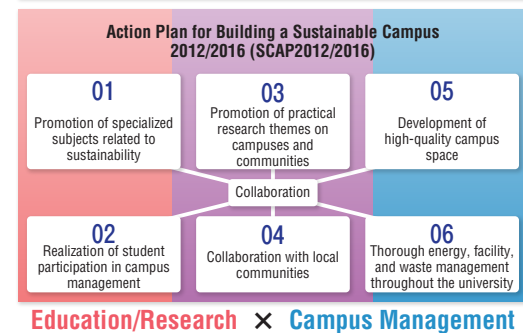 Action Plan for Building a Sustainable Campus
2012/2016 (SCAP2012/2016)
01
Promotion of specialized
subjects related to
sustainability
03
Promotion of practical
research themes on
campuses and
communities
05
Development of
high-quality campus
space
Collaboration
02
Realization of student
participation in campus
management
04
Collaboration with local
communities
06
Thorough energy, facility,
and waste management
throughout the university
Education/Research × Campus Management